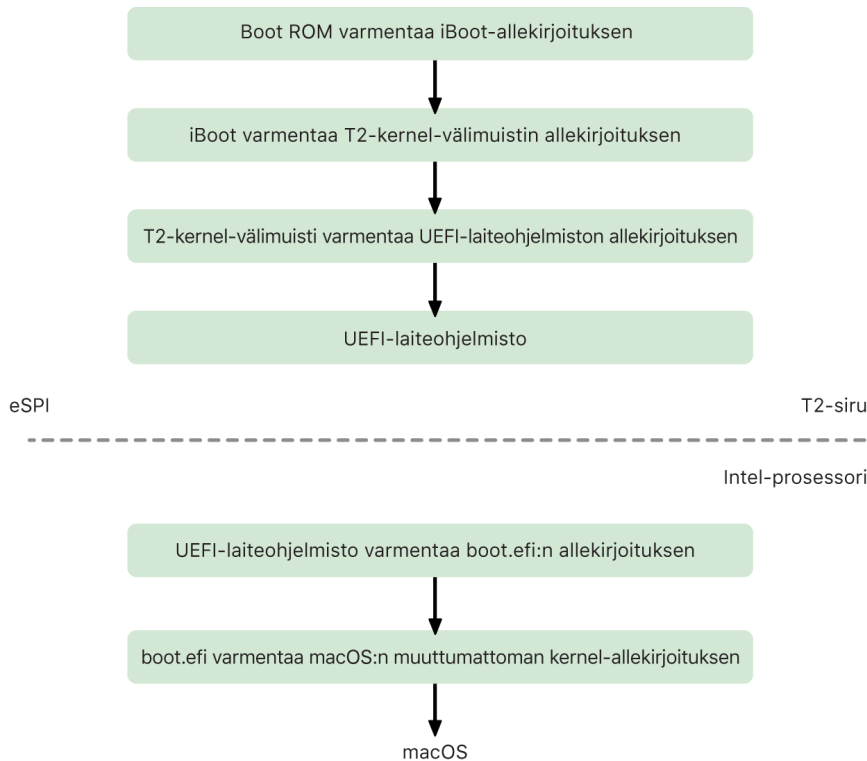 Boot ROM varmentaa iBoot-allekirjoituksen
iBoot varmentaa T2-kernel-välimuistin allekirjoituksen
T2-kernel-välimuisti varmentaa UEFI-laiteohjelmiston allekirjoituksen
UEFI-laiteohjelmisto
eSPI
T2-siru
Intel-prosessori
UEFI-laiteohjelmisto varmentaa boot.efi:n allekirjoituksen
boot.efi varmentaa macOS:n muuttumattoman kernel-allekirjoituksen
macOS